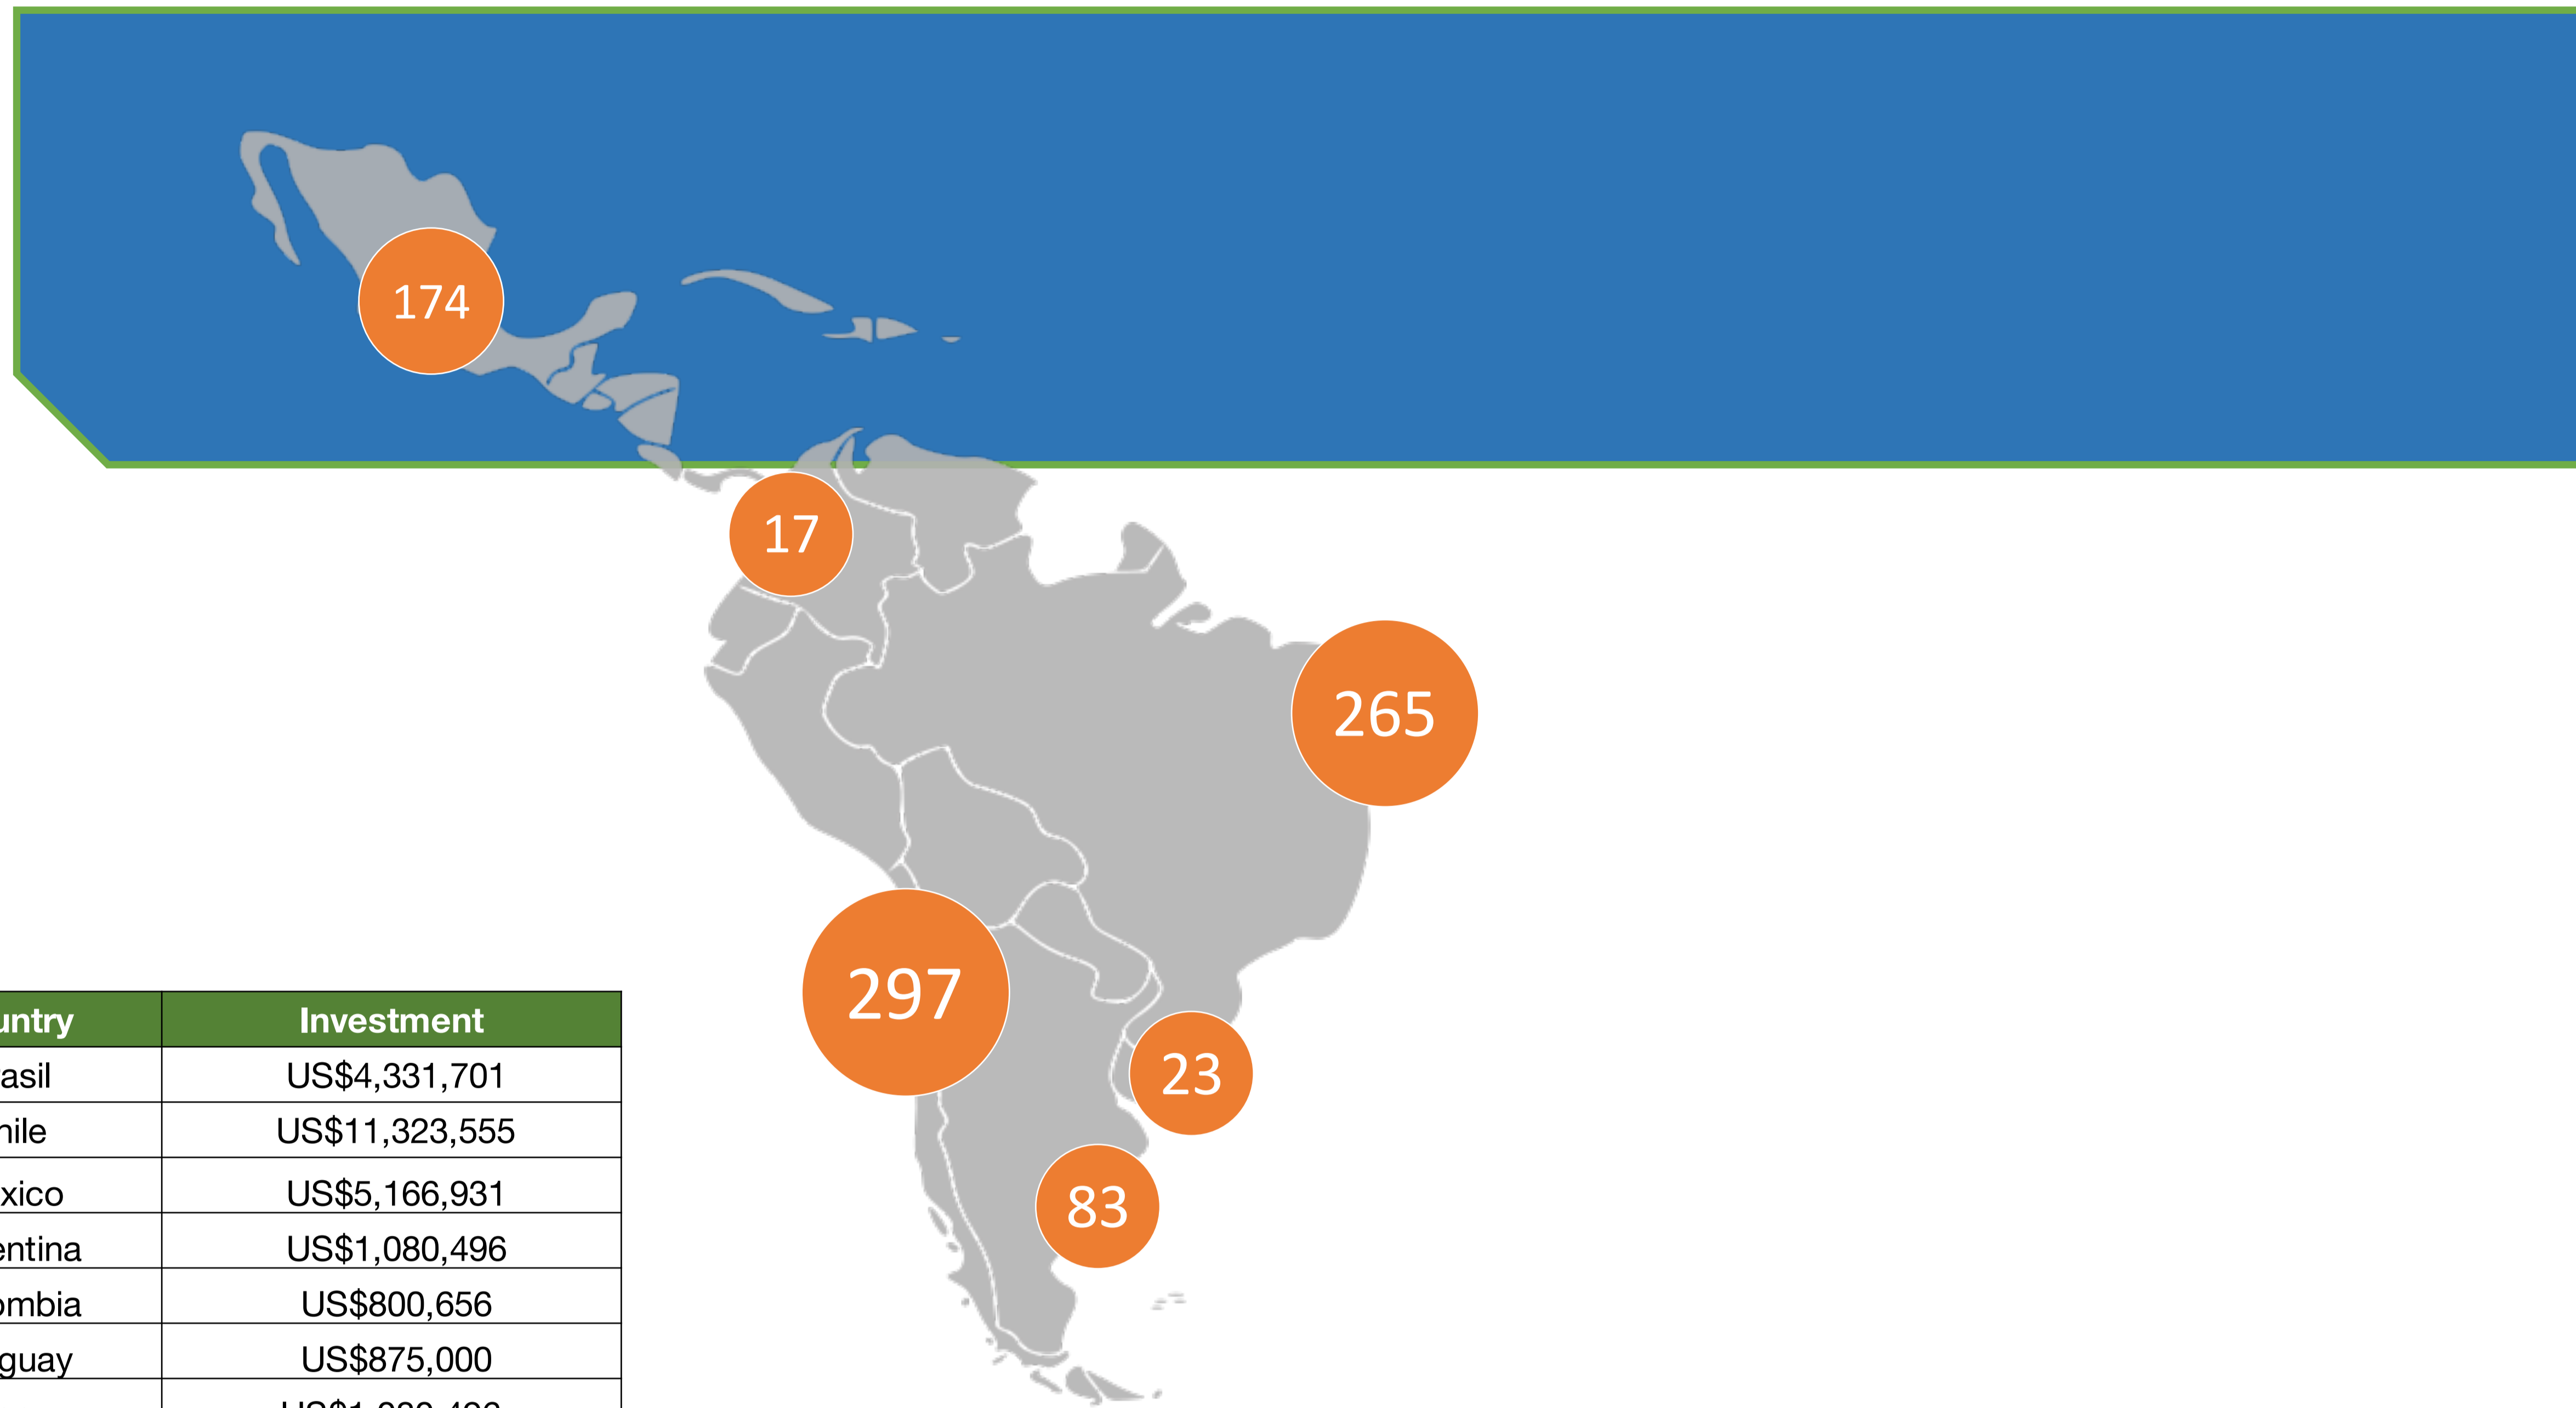 174
17
265
297
23
83
untry Investment
asil US$4,331,701
nile US$11,323,555
xico US$5,166,931
entina US$1,080,496
ombia US$800,656
guay US$875,000